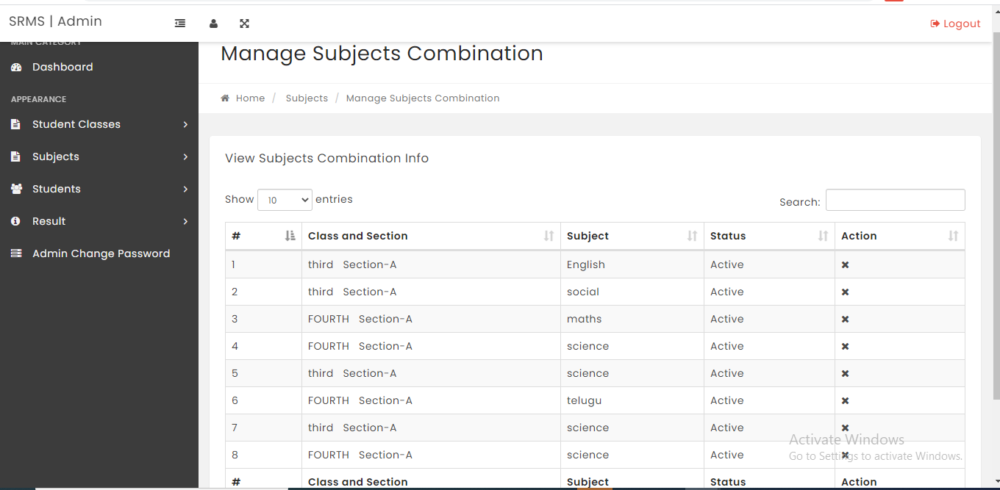 SRMS | Admin
Logout
MAIN CATEGORY
Dashboard
APPEARANCE
Student Classes
Subjects
Students
Result
Admin Change Password
Manage Subjects Combination
Home / Subjects / Manage Subjects Combination
View Subjects Combination Info
Show 10 entries
Search:
# Class and Section Subject Status Action
1 third Section-A English Active
2 third Section-A social Active
3 FOURTH Section-A maths Active
4 FOURTH Section-A science Active
5 third Section-A science Active
6 FOURTH Section-A telugu Active
7 third Section-A science Active
8 FOURTH Section-A science Active
# Class and Section Subject Status Action
Activate Windows
Go to Settings to activate Windows.